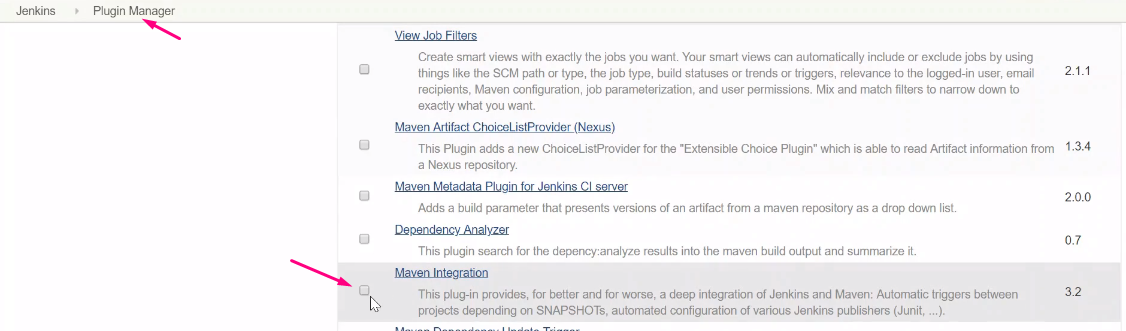 Jenkins
Plugin Manager
View Job Filters
Create smart views with exactly the jobs you want. Your smart views can automatically include or exclude jobs by using
things like the SCM path or type, the job type, build statuses or trends or triggers, relevance to the logged-in user, email
recipients, Maven configuration, job parameterization, and user permissions. Mix and match filters to narrow down to
exactly what you want.
2.1.1
Maven Artifact ChoiceListProvider (Nexus)
This Plugin adds a new ChoiceListProvider for the "Extensible Choice Plugin" which is able to read Artifact information from
a Nexus repository.
1.3.4
Maven Metadata Plugin for Jenkins CI server
Adds a build parameter that presents versions of an artifact from a maven repository as a drop down list.
2.0.0
Dependency Analyzer
This plugin search for the depency:analyze results into the maven build output and summarize it.
0.7
Maven Integration
This plug-in provides, for better and for worse, a deep integration of Jenkins and Maven: Automatic triggers between
projects depending on SNAPSHOTs, automated configuration of various Jenkins publishers (Junit, ...).
3.2
Maven Dependency Update Trigger